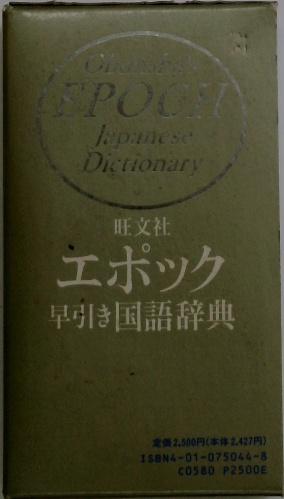 Obunsha's
EPOCH
Japanese
Dictionary
旺文社
エポック
早引き国語辞典
定価2,500円(本体2,427円)
ISBN4-01-075044-8
C0580 P2500E